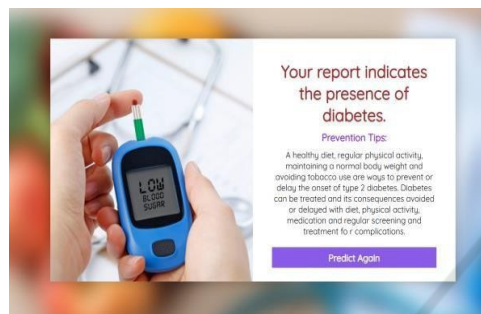 LOW
BLOOD
SUGAR
Your report indicates
the presence of
diabetes.
Prevention Tips:
A healthy diet, regular physical activity,
maintaining a normal body weight and
avoiding tobacco use are ways to prevent or
delay the onset of type 2 diabetes. Diabetes
can be treated and its consequences avoided
or delayed with diet, physical activity,
medication and regular screening and
treatment fo r complications.
Predict Again